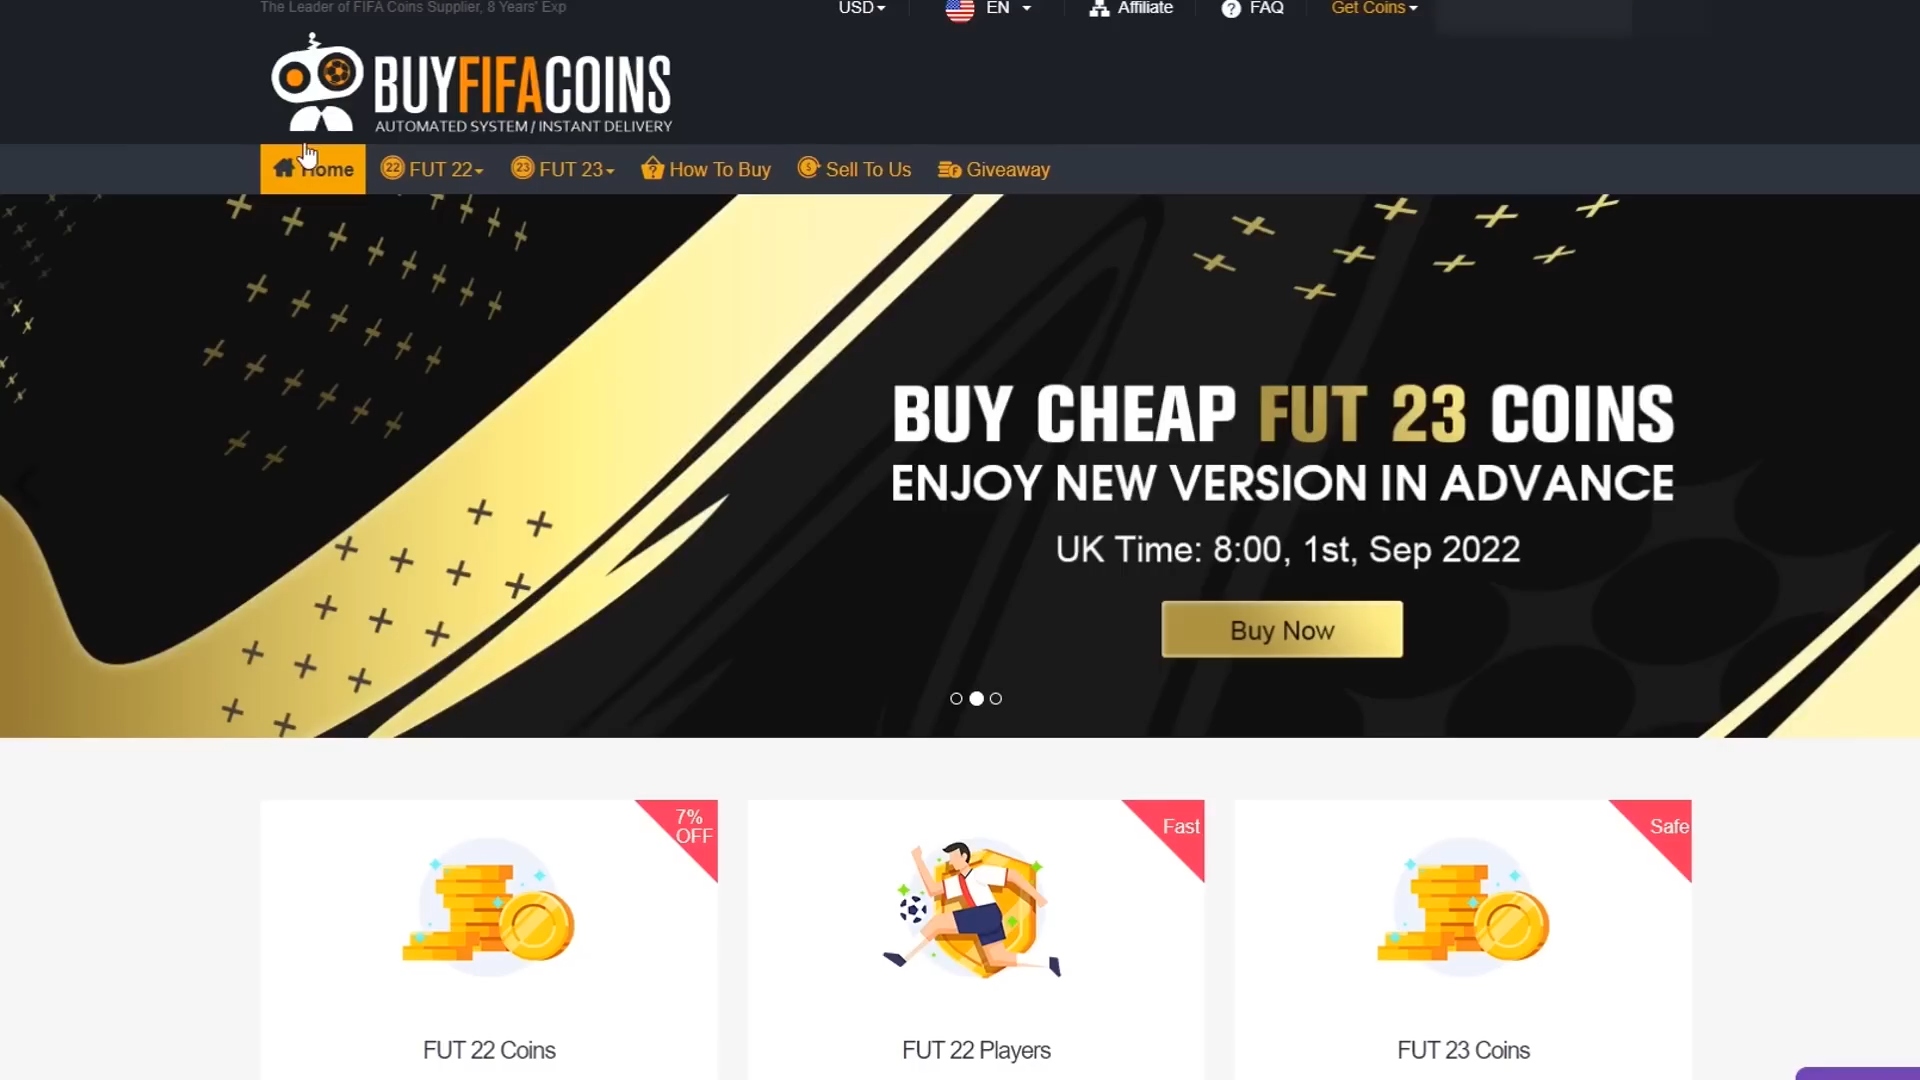 The Leader of FIFA Coins Supplier, 8 Years' Exp
USD
EN
Affiliate
? FAQ
Get Coins
BUYFIFACOINS
AUTOMATED SYSTEM / INSTANT DELIVERY
Home
22 FUT 22
23 FUT 23
? How To Buy
$ Sell To Us
F Giveaway
BUY CHEAP FUT 23 COINS
ENJOY NEW VERSION IN ADVANCE
UK Time: 8:00, 1st, Sep 2022
Buy Now
7%
OFF
Fast
Safe
FUT 22 Coins
FUT 22 Players
FUT 23 Coins